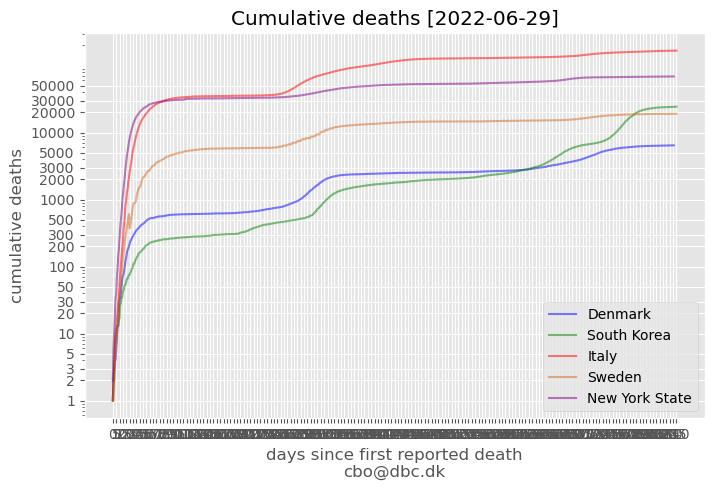 Cumulative deaths [2022-06-29]
cumulative deaths
50000
30000
20000
10000
5000
3000
2000
1000
500
300
200
100
50
30
20
10
5
3
2
1
Denmark
South Korea
Italy
Sweden
New York State
days since first reported death
cbo@dbc.dk